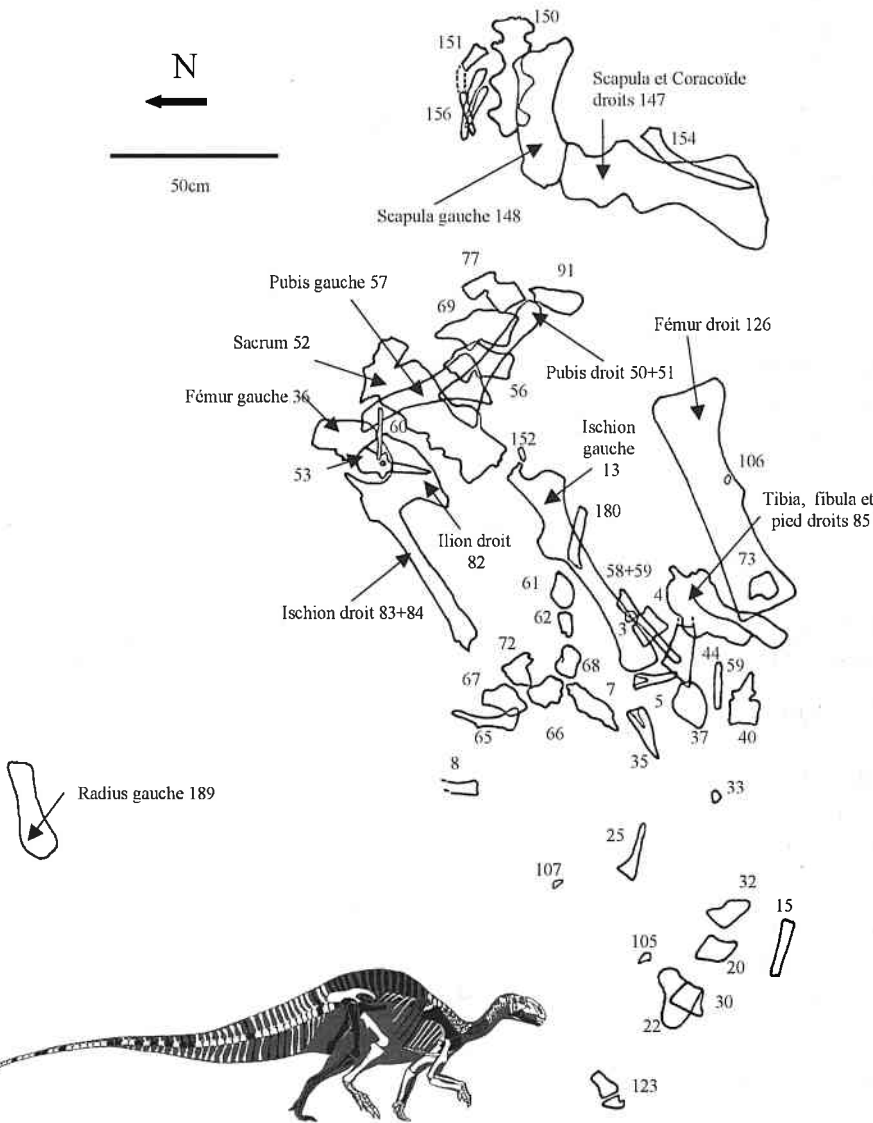 150
151
N
Scapula et Coracoïde
droits 147
156
154
50cm
Scapula gauche 148
77
91
Pubis gauche 57
69
Fémur droit 126
Sacrum 52
Pubis droit 50+51
Fémur gauche 36
56
60
152
Ischion
gauche
13
53
106
180
Tibia, fibula et
pied droits 85
Ilion droit
82
58+59
73
61
4
Ischion droit 83+84
62
3
72
68
44
59
67
7
5
65
66
37
40
35
8
33
Radius gauche 189
25
107
32
15
105
20
30
22
123